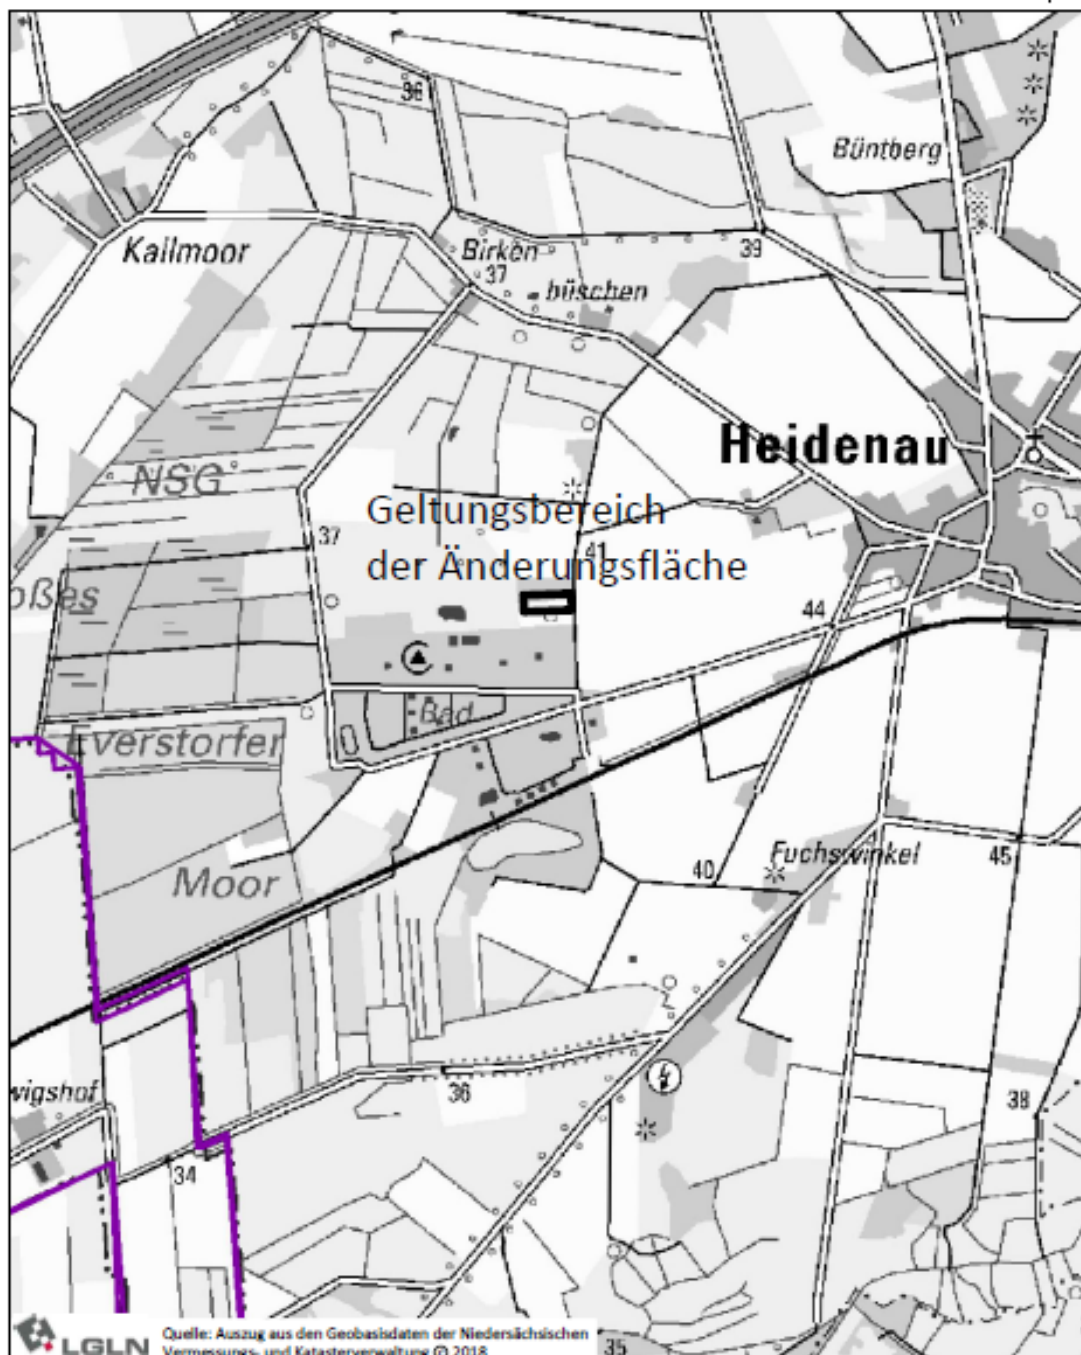 36
Büntberg
Kallmoor
Birken
37
büschen
39
Heidenau
NSG
Geltungsbereich
37
41
der Änderungsfläche
oßes
44
Bad
Everstorfer
Moor
Fuchswinkel
40
45
wigshof
36
38
34
35
LGLN
Quelle: Auszug aus den Geobasisdaten der Niedersächsischen
Vermessungs- und Katasterverwaltung © 2018